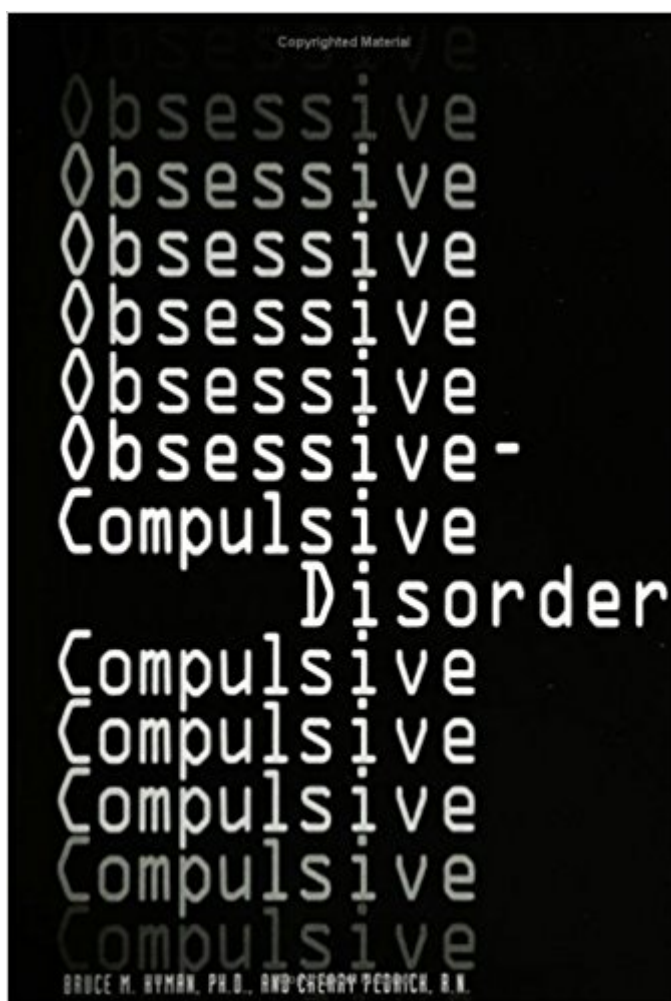 Obsessive
Copyrighted Material
Obsessive
Obsessive
Obsessive
Obsessive
Obsessive
Obsessive-
Compulsive
Disorder
Compulsive
Compulsive
Compulsive
Compulsive
Compulsive
BRUCE M. HYMAN, PH.D., AND CHERRY PEDRICK, R.N.